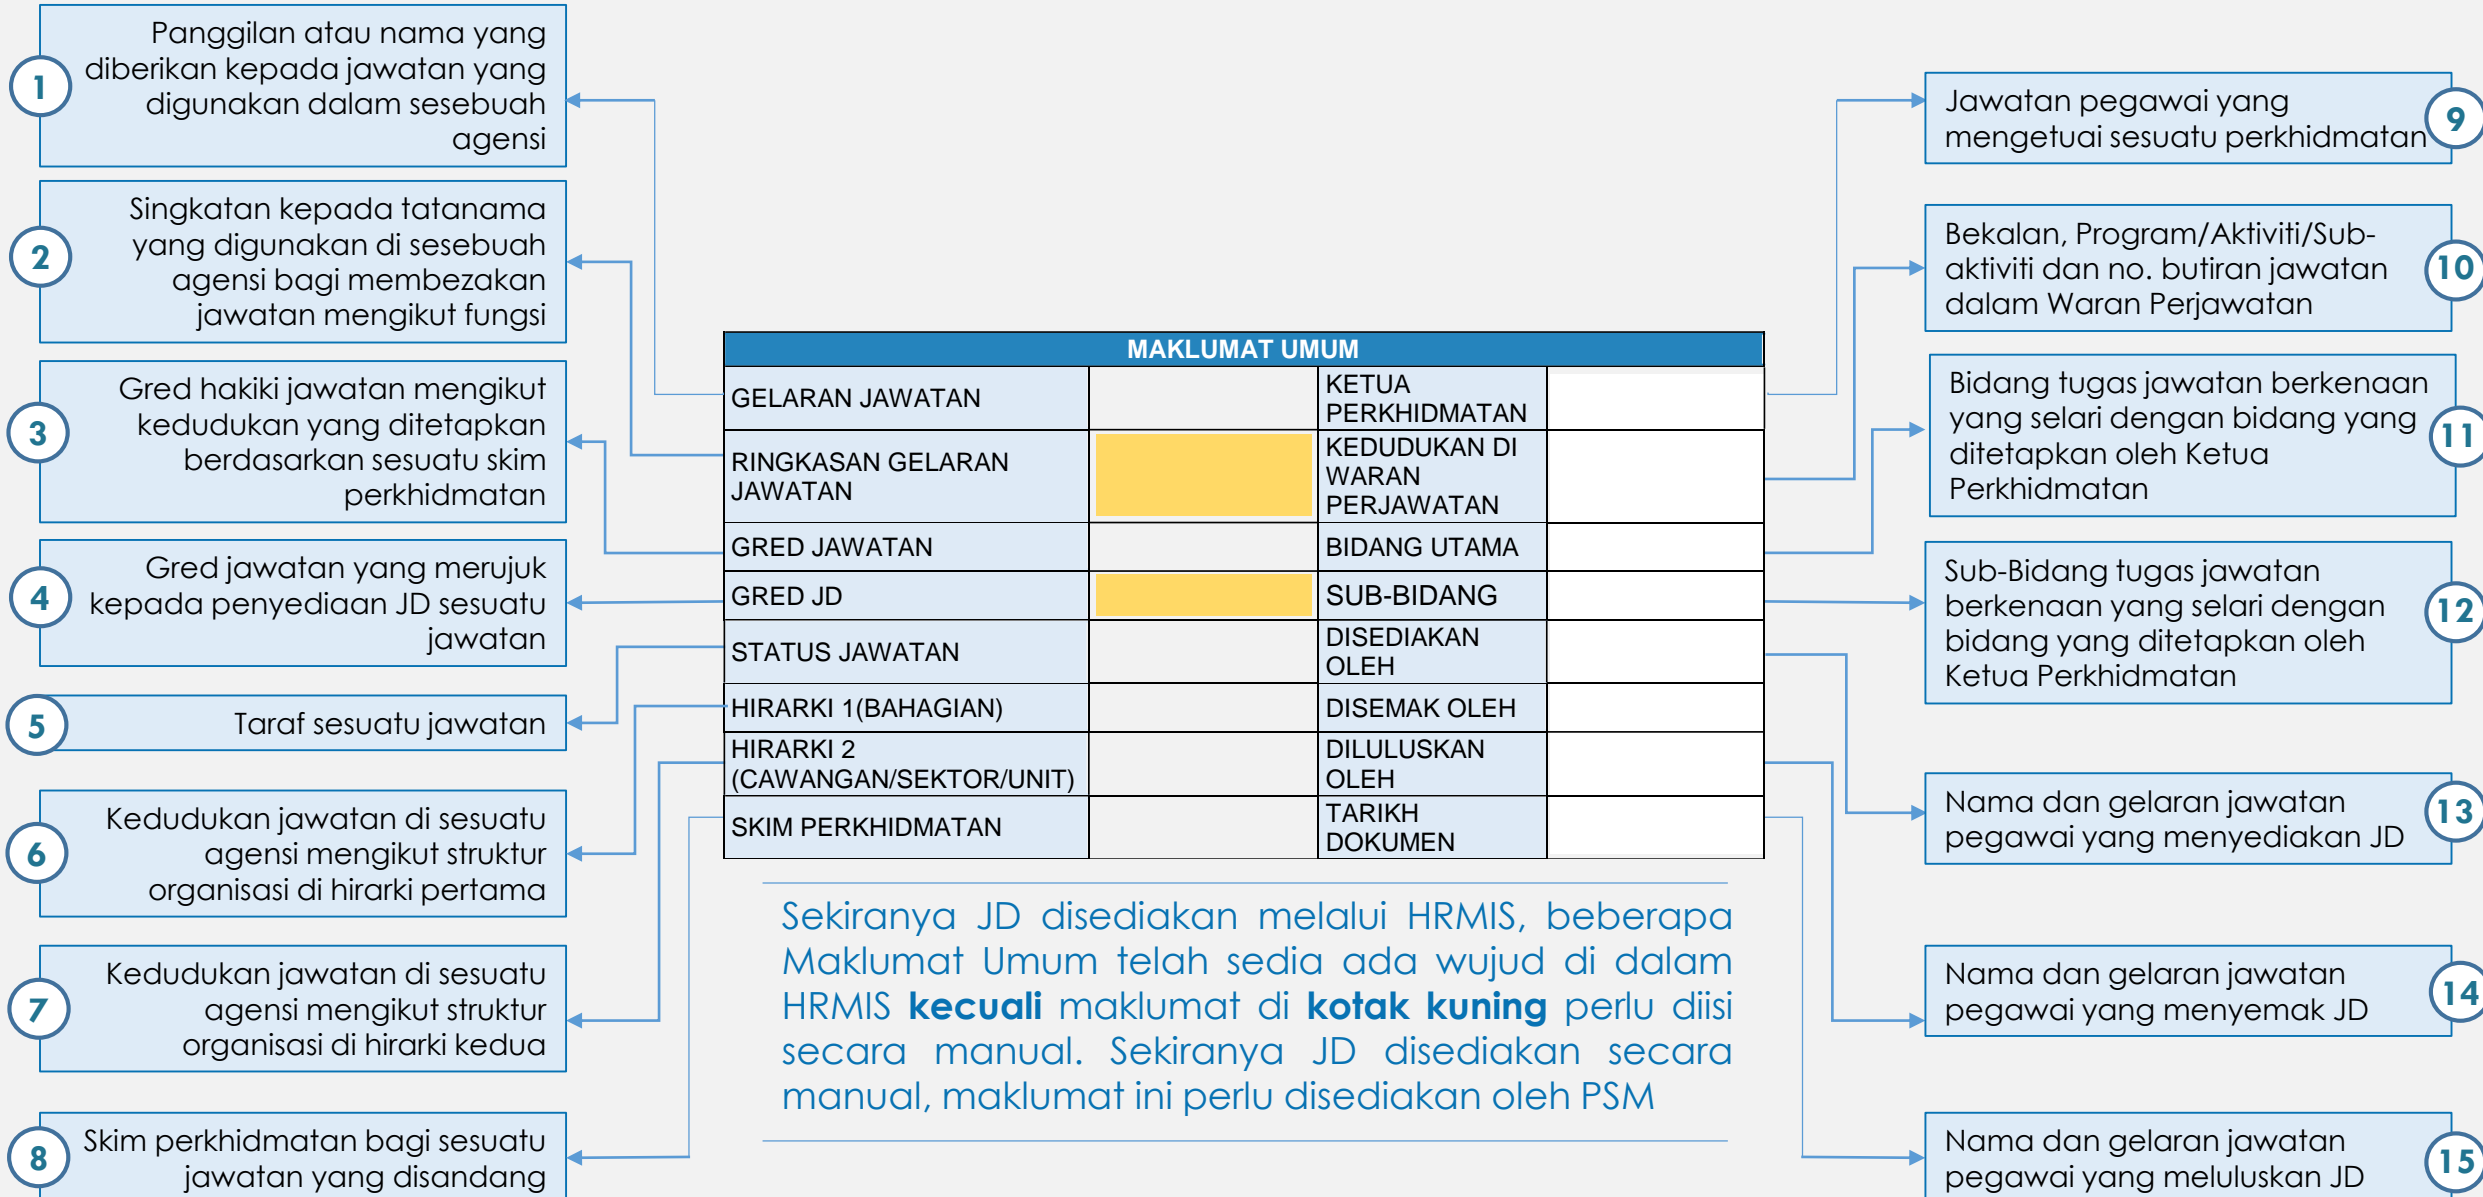 1
Panggilan atau nama yang
diberikan kepada jawatan yang
digunakan dalam sesebuah
agensi
2
Singkatan kepada tatanama
yang digunakan di sesebuah
agensi bagi membezakan
jawatan mengikut fungsi
3
Gred hakiki jawatan mengikut
kedudukan yang ditetapkan
berdasarkan sesuatu skim
perkhidmatan
4
Gred jawatan yang merujuk
kepada penyediaan JD sesuatu
jawatan
5
Taraf sesuatu jawatan
6
Kedudukan jawatan di sesuatu
agensi mengikut struktur
organisasi di hirarki pertama
7
Kedudukan jawatan di sesuatu
agensi mengikut struktur
organisasi di hirarki kedua
8
Skim perkhidmatan bagi sesuatu
jawatan yang disandang
MAKLUMAT UMUM
GELARAN JAWATAN
KETUA
PERKHIDMATAN
RINGKASAN GELARAN
JAWATAN
KEDUDUKAN DI
WARAN
PERJAWATAN
GRED JAWATAN
BIDANG UTAMA
GRED JD
SUB-BIDANG
STATUS JAWATAN
DISEDIAKAN
OLEH
HIRARKI 1(BAHAGIAN)
DISEMAK OLEH
HIRARKI 2
(CAWANGAN/SEKTOR/UNIT)
DILULUSKAN
OLEH
SKIM PERKHIDMATAN
TARIKH
DOKUMEN
Sekiranya JD disediakan melalui HRMIS, beberapa
Maklumat Umum telah sedia ada wujud di dalam
HRMIS kecuali maklumat di kotak kuning perlu diisi
secara manual. Sekiranya JD disediakan secara
manual, maklumat ini perlu disediakan oleh PSM
Jawatan pegawai yang
mengetuai sesuatu perkhidmatan
9
Bekalan, Program/Aktiviti/Sub-
aktiviti dan no. butiran jawatan
dalam Waran Perjawatan
10
Bidang tugas jawatan berkenaan
yang selari dengan bidang yang
ditetapkan oleh Ketua
Perkhidmatan
11
Sub-Bidang tugas jawatan
berkenaan yang selari dengan
bidang yang ditetapkan oleh
Ketua Perkhidmatan
12
Nama dan gelaran jawatan
pegawai yang menyediakan JD
13
Nama dan gelaran jawatan
pegawai yang menyemak JD
14
Nama dan gelaran jawatan
pegawai yang meluluskan JD
15